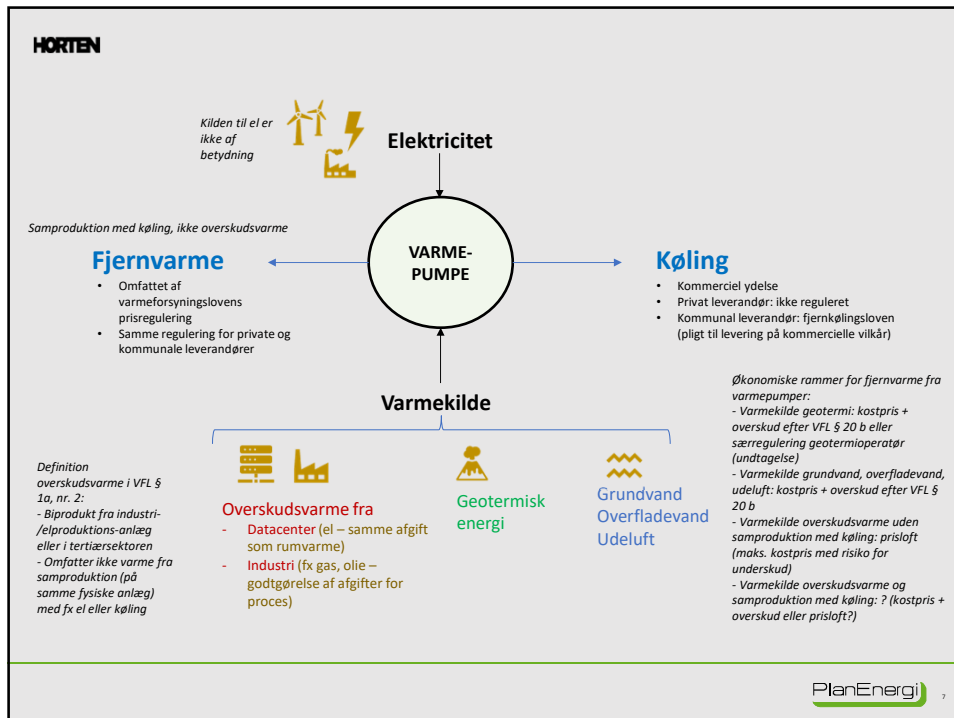 HORTEN
Kilden til el er
ikke af
betydning
Elektricitet
Samproduktion med køling, ikke overskudsvarme
VARME-
PUMPE
Fjernvarme
• Omfattet af
varmeforsyningslovens
prisregulering
• Samme regulering for private og
kommunale leverandører
Køling
• Kommerciel ydelse
• Privat leverandør: ikke reguleret
• Kommunal leverandør: fjernkølingsloven
(pligt til levering på kommercielle vilkår)
Varmekilde
Definition
overskudsvarme i VFL §
1a, nr. 2:
- Biprodukt fra industri-
/elproduktions-anlæg
eller i tertiærsektoren
- Omfatter ikke varme fra
samproduktion (på
samme fysiske anlæg)
med fx el eller køling
Overskudsvarme fra
- Datacenter (el – samme afgift
som rumvarme)
- Industri (fx gas, olie –
godtgørelse af afgifter for
proces)
Geotermisk
energi
Grundvand
Overfladevand
Udeluft
Økonomiske rammer for fjernvarme fra
varmepumper:
- Varmekilde geotermi: kostpris +
overskud efter VFL § 20 b eller
særregulering geotermioperatør
(undtagelse)
- Varmekilde grundvand, overfladevand,
udeluft: kostpris + overskud efter VFL §
20 b
- Varmekilde overskudsvarme uden
samproduktion med køling: prisloft
(maks. kostpris med risiko for
underskud)
- Varmekilde overskudsvarme og
samproduktion med køling: ? (kostpris +
overskud eller prisloft?)
PlanEnergi
7